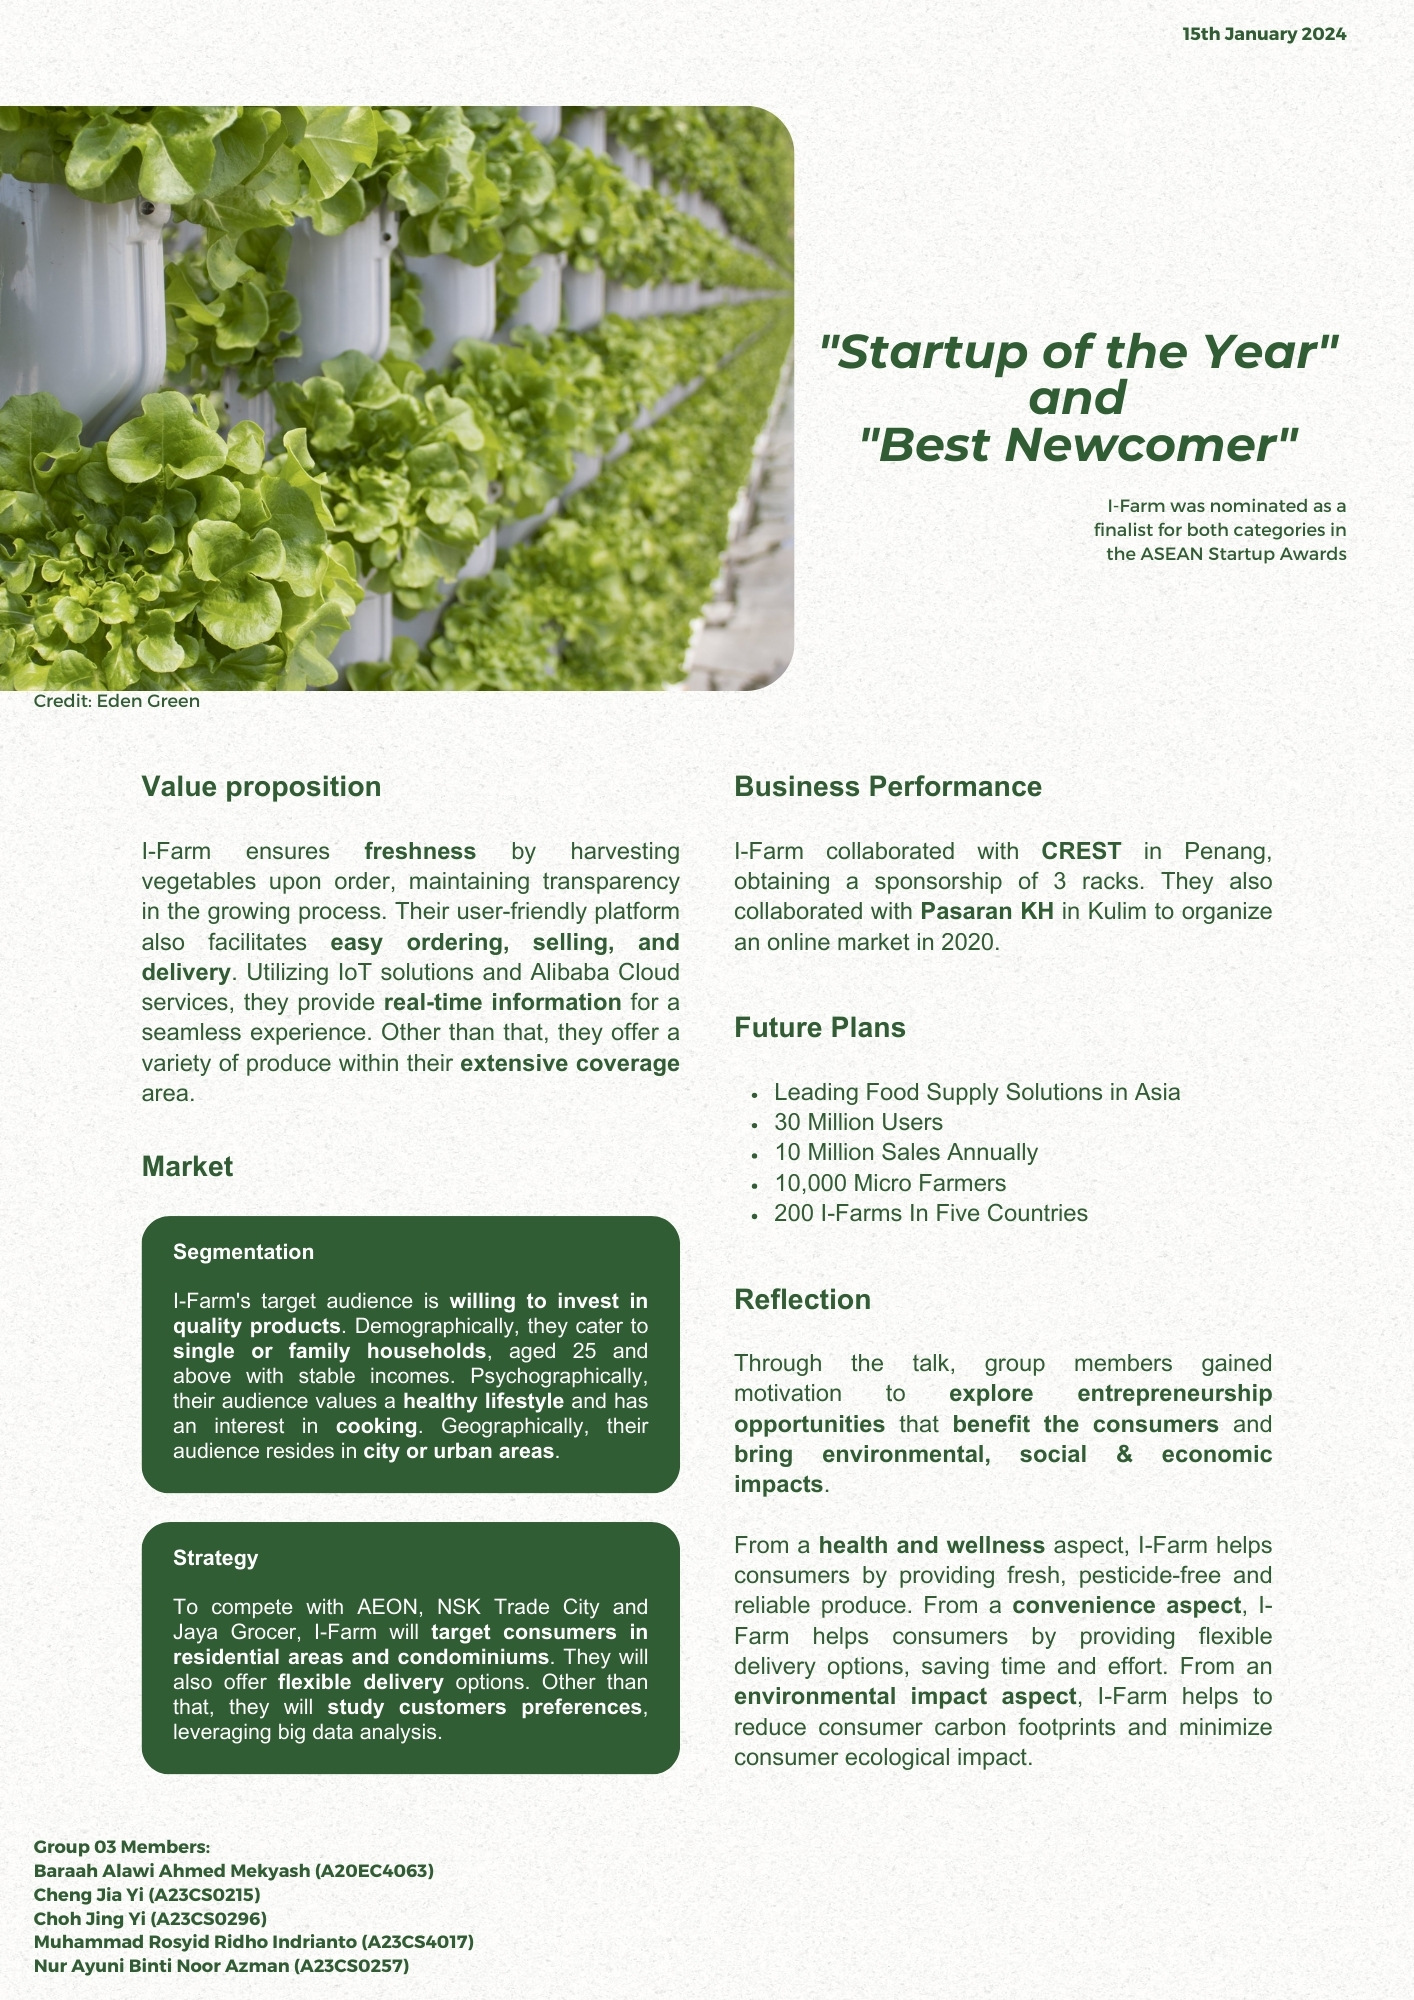 15th January 2024
"Startup of the Year"
and
"Best Newcomer"
I-Farm was nominated as a
finalist for both categories in
the ASEAN Startup Awards
Credit: Eden Green
Value proposition
I-Farm ensures freshness by harvesting
vegetables upon order, maintaining transparency
in the growing process. Their user-friendly platform
also facilitates easy ordering, selling, and
delivery. Utilizing IoT solutions and Alibaba Cloud
services, they provide real-time information for a
seamless experience. Other than that, they offer a
variety of produce within their extensive coverage
area.
Market
Segmentation
I-Farm's target audience is willing to invest in
quality products. Demographically, they cater to
single or family households, aged 25 and
above with stable incomes. Psychographically,
their audience values a healthy lifestyle and has
an interest in cooking. Geographically, their
audience resides in city or urban areas.
Strategy
To compete with AEON, NSK Trade City and
Jaya Grocer, I-Farm will target consumers in
residential areas and condominiums. They will
also offer flexible delivery options. Other than
that, they will study customers preferences,
leveraging big data analysis.
Business Performance
I-Farm collaborated with CREST in Penang,
obtaining a sponsorship of 3 racks. They also
collaborated with Pasaran KH in Kulim to organize
an online market in 2020.
Future Plans
• Leading Food Supply Solutions in Asia
• 30 Million Users
• 10 Million Sales Annually
• 10,000 Micro Farmers
• 200 I-Farms In Five Countries
Reflection
Through the talk, group members gained
motivation to explore entrepreneurship
opportunities that benefit the consumers and
bring environmental, social & economic
impacts.
From a health and wellness aspect, I-Farm helps
consumers by providing fresh, pesticide-free and
reliable produce. From a convenience aspect, I-
Farm helps consumers by providing flexible
delivery options, saving time and effort. From an
environmental impact aspect, I-Farm helps to
reduce consumer carbon footprints and minimize
consumer ecological impact.
Group 03 Members:
Baraah Alawi Ahmed Mekyash (A20EC4063)
Cheng Jia Yi (A23CS0215)
Choh Jing Yi (A23CS0296)
Muhammad Rosyid Ridho Indrianto (A23CS4017)
Nur Ayuni Binti Noor Azman (A23CS0257)